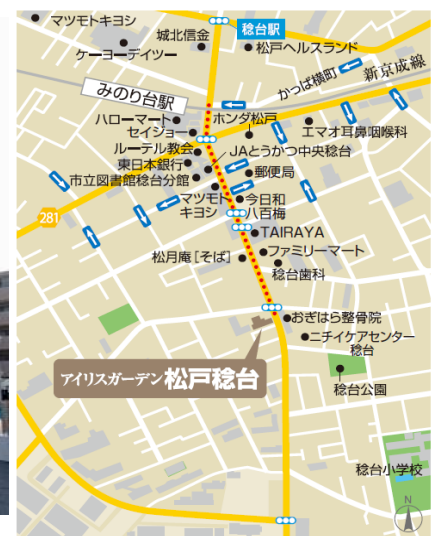 マツモトキヨシ
城北信金
稔台駅
ケーヨーデイツー
松戸ヘルスランド
みのり台駅
かっぱ横町
新京成線
ハローマート
ホンダ松戸
セイジョー
エマオ耳鼻咽喉科
ルーテル教会
JAとうかつ中央稔台
東日本銀行
郵便局
市立図書館稔台分館
マツモト
キヨシ
今日和
八百梅
281
TAIRAYA
松月庵[そば]
ファミリーマート
稔台歯科
おぎはら整骨院
ニチイケアセンター
稔台
アイリスガーデン 松戸稔台
稔台公園
稔台小学校
N